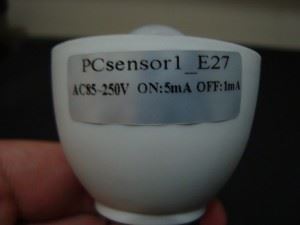 PCsensor1_E27
AC85~250V ON:5mA OFF:1mA